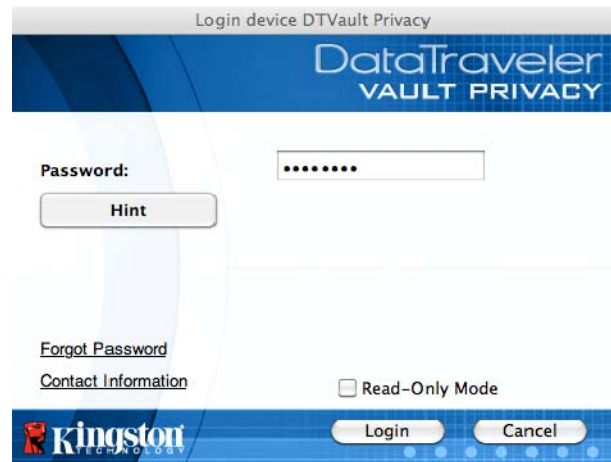 Login device DTVault Privacy
DataTraveler
VAULT PRIVACY
Password:
••••••••
Hint
Forgot Password
Contact Information
Read-Only Mode
Kingston
TECHNOLOGY
Login
Cancel